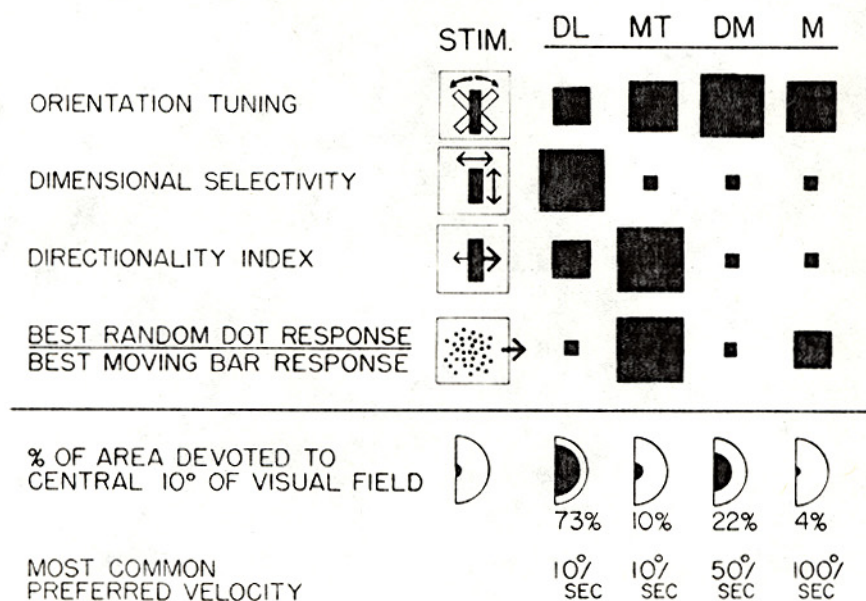 STIM. DL MT DM M
ORIENTATION TUNING
DIMENSIONAL SELECTIVITY
DIRECTIONALITY INDEX
BEST RANDOM DOT RESPONSE
BEST MOVING BAR RESPONSE
% OF AREA DEVOTED TO
CENTRAL 10° OF VISUAL FIELD
73% 10% 22% 4%
MOST COMMON
PREFERRED VELOCITY
10°/SEC 10°/SEC 50°/SEC 100°/SEC